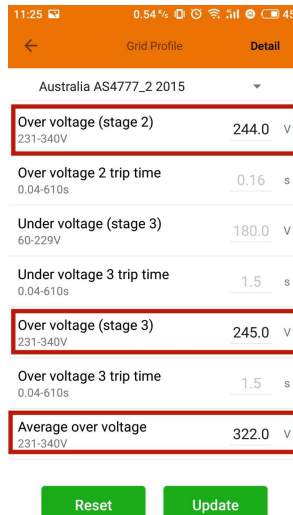 11:25 0.54 K/s 45
Grid Profile Detail
Australia AS4777_2 2015
Over voltage (stage 2) 244.0 V
231-340V
Over voltage 2 trip time 0.16 s
0.04-610s
Under voltage (stage 3) 180.0 V
60-229V
Under voltage 3 trip time 1.5 s
0.04-610s
Over voltage (stage 3) 245.0 V
231-340V
Over voltage 3 trip time 1.5 s
0.04-610s
Average over voltage 322.0 V
231-340V
Reset Update